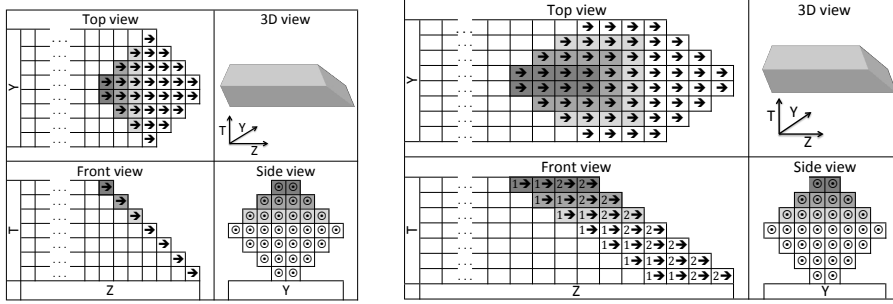 Top view
3D view
Y
T
Y
Z
Front view
Side view
T
Z
Y
Top view
3D view
Y
T
Y
Z
Front view
Side view
1→ 1→ 2→ 2→
1→ 1→ 2→ 2→
1→ 1→ 2→ 2→
1→ 1→ 2→ 2→
1→ 1→ 2→ 2→
1→ 1→ 2→ 2→
1→ 1→ 2→ 2→
T
Z
Y